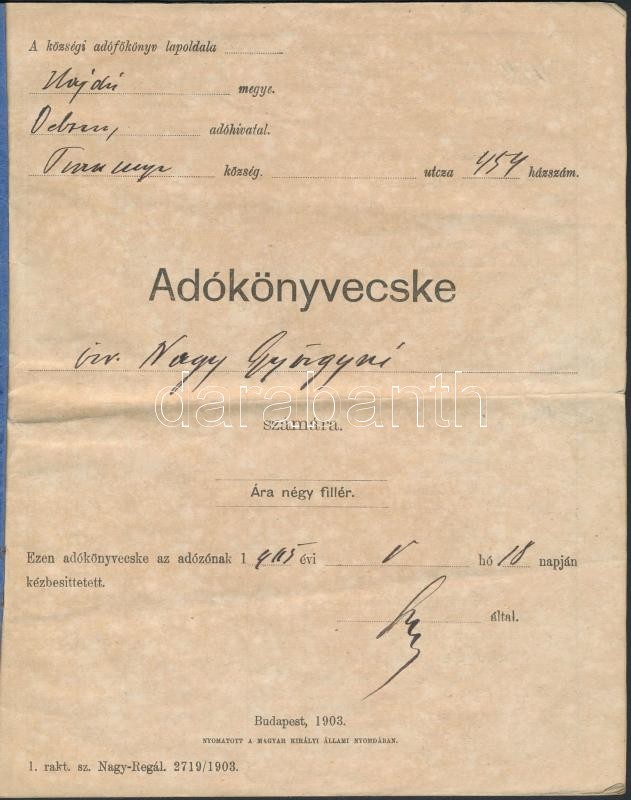 A községi adófőkönyv lapoldala
Hajdú megye.
adóhivatal.
község. utcza 454 házszám.
Adókönyvecske
özv. Nagy Györgyné
darabanth
számára.
Ára négy fillér.
Ezen adókönyvecske az adózónak 1 905 évi V hó 18 napján
kézbesittetett.
által.
Budapest, 1903.
NYOMATOTT A MAGYAR KIRÁLYI ÁLLAMI NYOMDÁBAN.
1. rakt. sz. Nagy-Regál. 2719/1903.